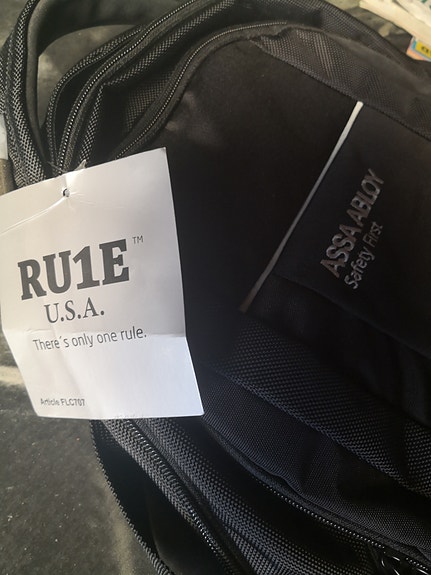 RU1E™
U.S.A.
There´s only one rule.
Article FLC707
ASSA ABLOY
Safety First